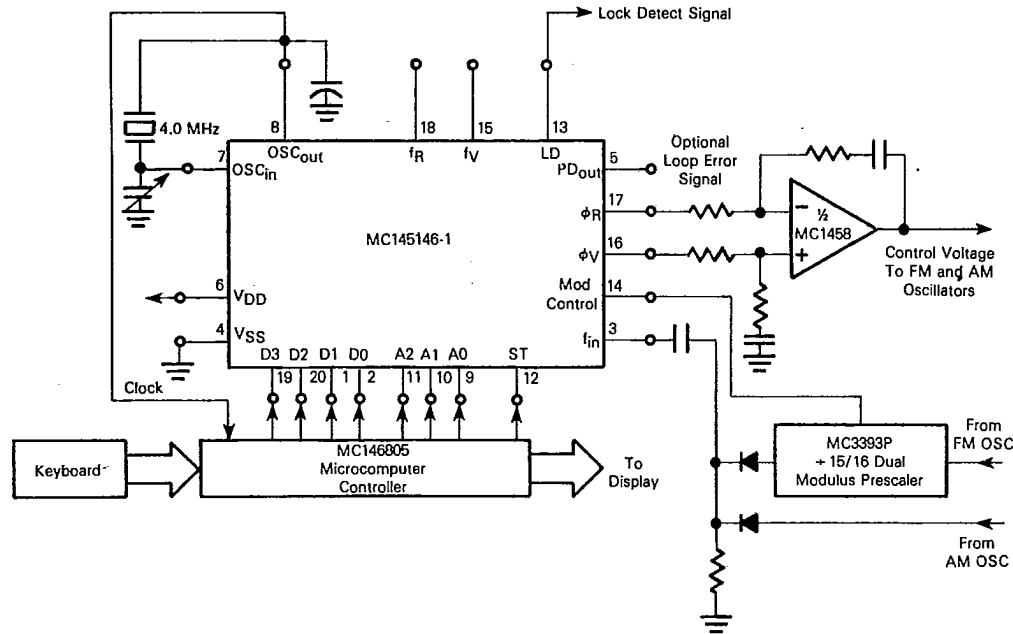 Lock Detect Signal
4.0 MHz
8
18
15
13
OSCout
fR
fV
LD
7
OSCin
5
PDout
Optional
Loop Error
Signal
17
ϕR
MC145146-1
16
ϕV
−
½
MC1458
+
Control Voltage
To FM and AM
Oscillators
Mod
Control
14
6
VDD
4
VSS
3
fin
D3
D2
D1
D0
A2
A1
A0
ST
19
20
1
2
11
10
9
12
Clock
Keyboard
MC146805
Microcomputer
Controller
To
Display
MC3393P
÷ 15/16 Dual
Modulus Prescaler
From
FM OSC
From
AM OSC